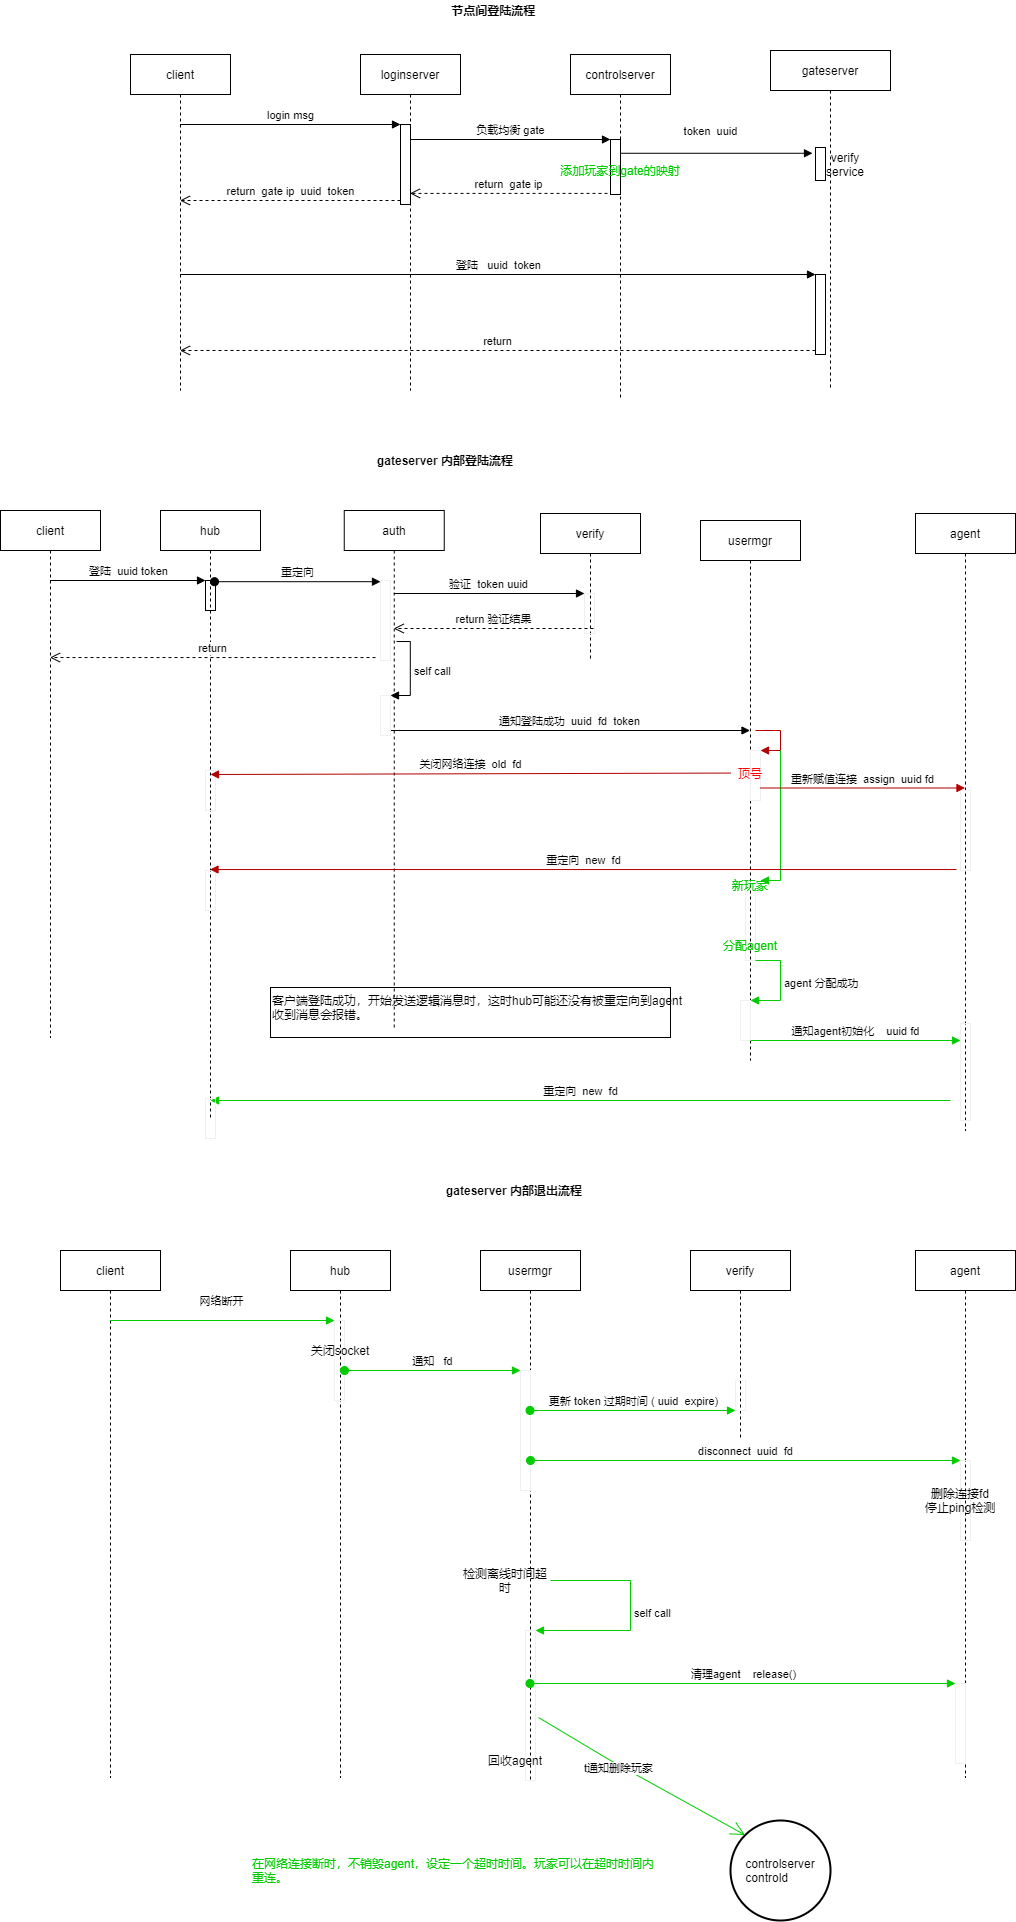 节点间登陆流程
client
loginserver
controlserver
gateserver
login msg
负载均衡 gate
token uuid
verify
service
添加玩家到gate的映射
return gate ip
return gate ip uuid token
登陆 uuid token
return
gateserver 内部登陆流程
client
hub
auth
verify
usermgr
agent
登陆 uuid token
重定向
验证 token uuid
return 验证结果
return
self call
通知登陆成功 uuid fd token
关闭网络连接 old fd
顶号
重新赋值连接 assign uuid fd
重定向 new fd
新玩家
分配agent
agent 分配成功
客户端登陆成功，开始发送逻辑消息时，这时hub可能还没有被重定向到agent
收到消息会报错。
通知agent初始化 uuid fd
重定向 new fd
gateserver 内部退出流程
client
hub
usermgr
verify
agent
网络断开
关闭socket
通知 fd
更新 token 过期时间 ( uuid expire)
disconnect uuid fd
删除连接fd
停止ping检测
检测离线时间超
时
self call
清理agent release()
回收agent
t通知删除玩家
controlserver
controld
在网络连接断时，不销毁agent，设定一个超时时间。玩家可以在超时时间内
重连。